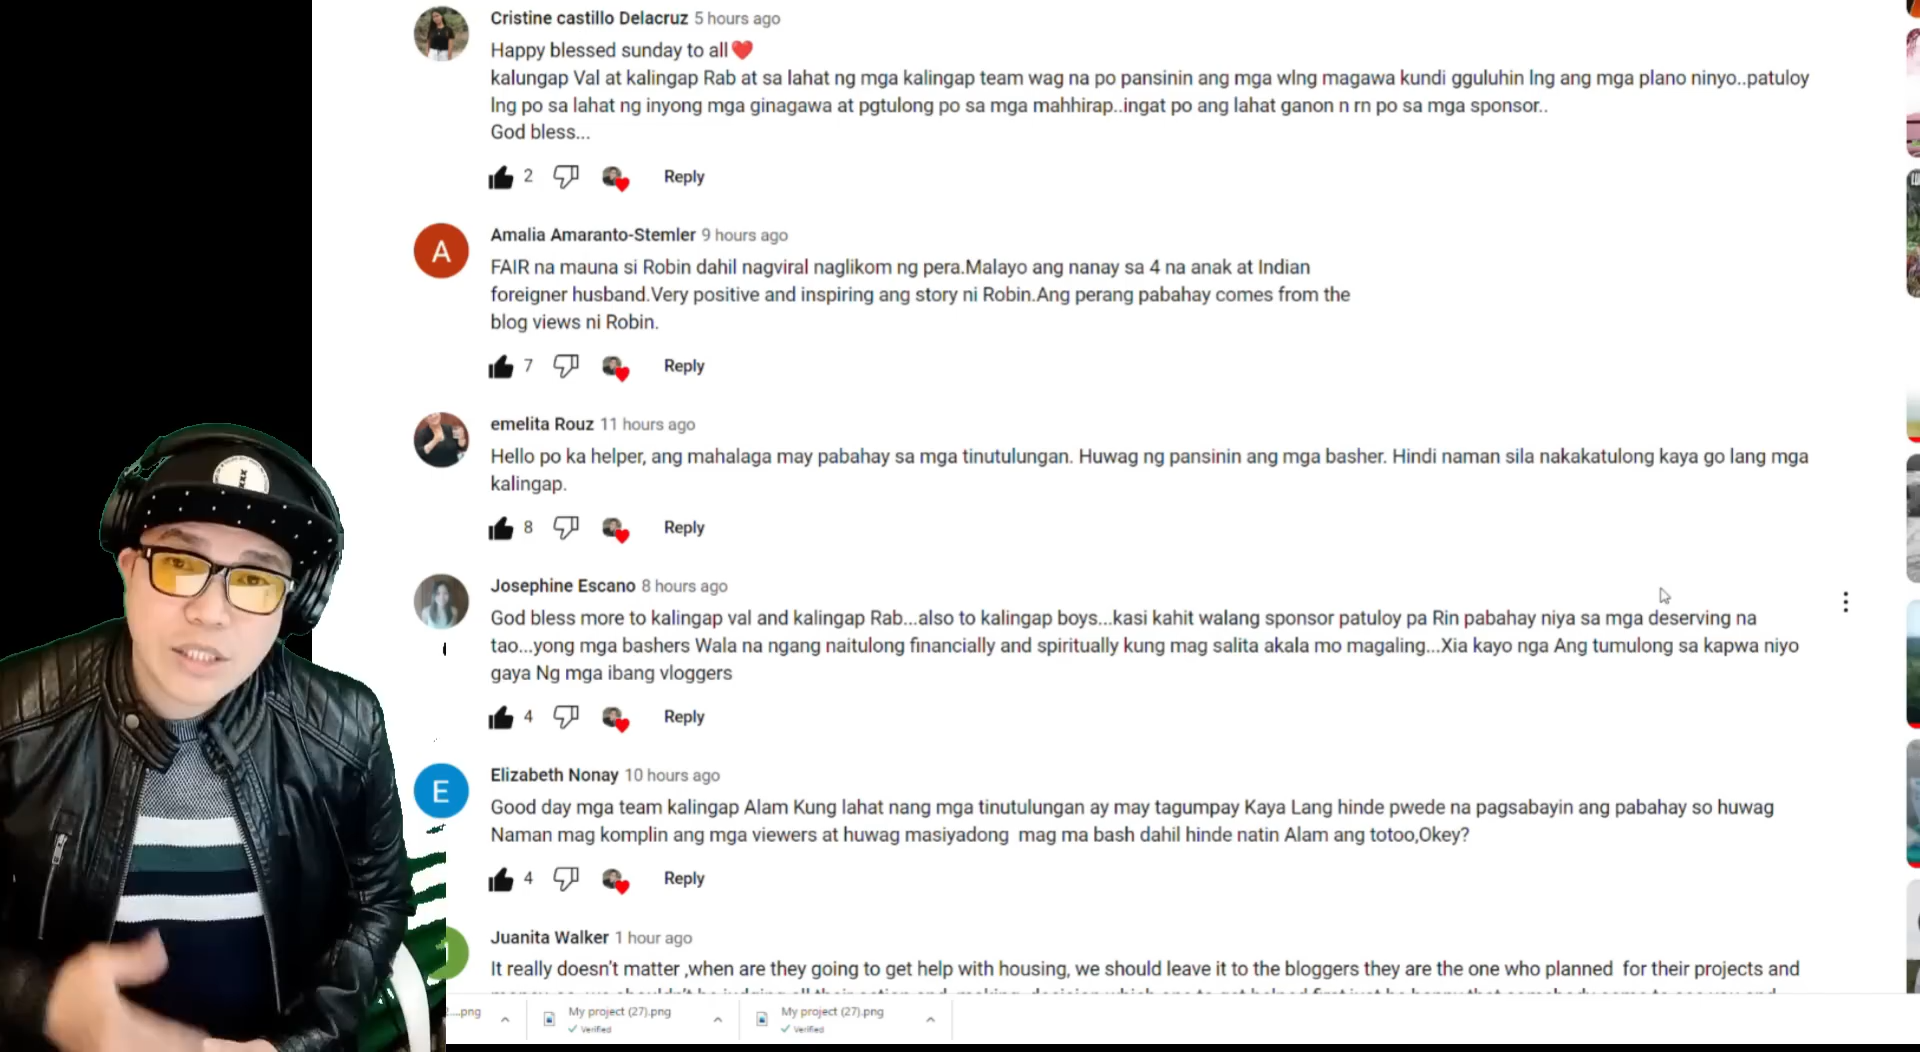 Cristine castillo Delacruz 5 hours ago
Happy blessed sunday to all❤️
kalungap Val at kalingap Rab at sa lahat ng mga kalingap team wag na po pansinin ang mga wlng magawa kundi gguluhin lng ang mga plano ninyo..patuloy
lng po sa lahat ng inyong mga ginagawa at pgtulong po sa mga mahhirap..ingat po ang lahat ganon n rn po sa mga sponsor..
God bless...
2 Reply
A
Amalia Amaranto-Stemler 9 hours ago
FAIR na mauna si Robin dahil nagviral naglikom ng pera.Malayo ang nanay sa 4 na anak at Indian
foreigner husband.Very positive and inspiring ang story ni Robin.Ang perang pabahay comes from the
blog views ni Robin.
7 Reply
emelita Rouz 11 hours ago
Hello po ka helper, ang mahalaga may pabahay sa mga tinutulungan. Huwag ng pansinin ang mga basher. Hindi naman sila nakakatulong kaya go lang mga
kalingap.
8 Reply
Josephine Escano 8 hours ago
God bless more to kalingap val and kalingap Rab...also to kalingap boys...kasi kahit walang sponsor patuloy pa Rin pabahay niya sa mga deserving na
tao...yong mga bashers Wala na ngang naitulong financially and spiritually kung mag salita akala mo magaling...Xia kayo nga Ang tumulong sa kapwa niyo
gaya Ng mga ibang vloggers
4 Reply
E
Elizabeth Nonay 10 hours ago
Good day mga team kalingap Alam Kung lahat nang mga tinutulungan ay may tagumpay Kaya Lang hinde pwede na pagsabayin ang pabahay so huwag
Naman mag komplin ang mga viewers at huwag masiyadong mag ma bash dahil hinde natin Alam ang totoo,Okey?
4 Reply
Juanita Walker 1 hour ago
It really doesn't matter ,when are they going to get help with housing, we should leave it to the bloggers they are the one who planned for their projects and
....png
My project (27).png
Verified
My project (27).png
Verified